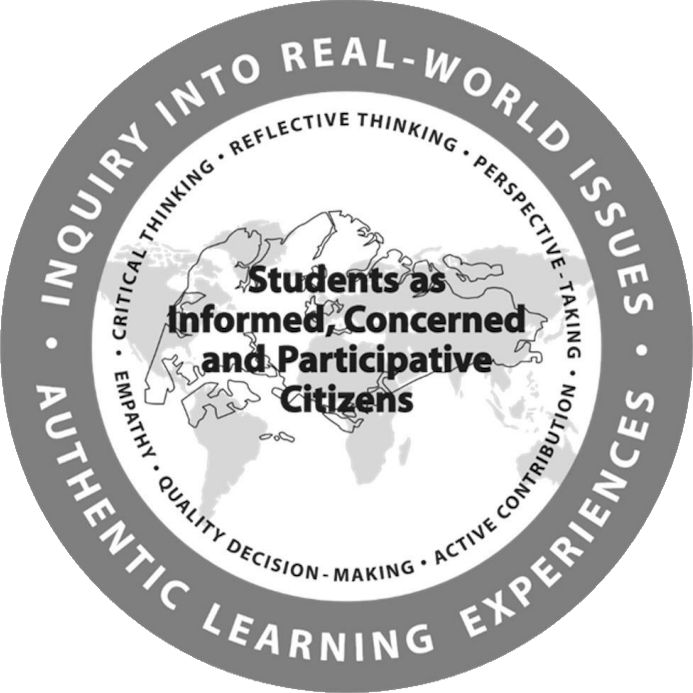 • INQUIRY INTO REAL-WORLD ISSUES •
AUTHENTIC LEARNING EXPERIENCES
• CRITICAL THINKING • REFLECTIVE THINKING • PERSPECTIVE-TAKING •
EMPATHY • QUALITY DECISION-MAKING • ACTIVE CONTRIBUTION
Students as
Informed, Concerned
and Participative
Citizens